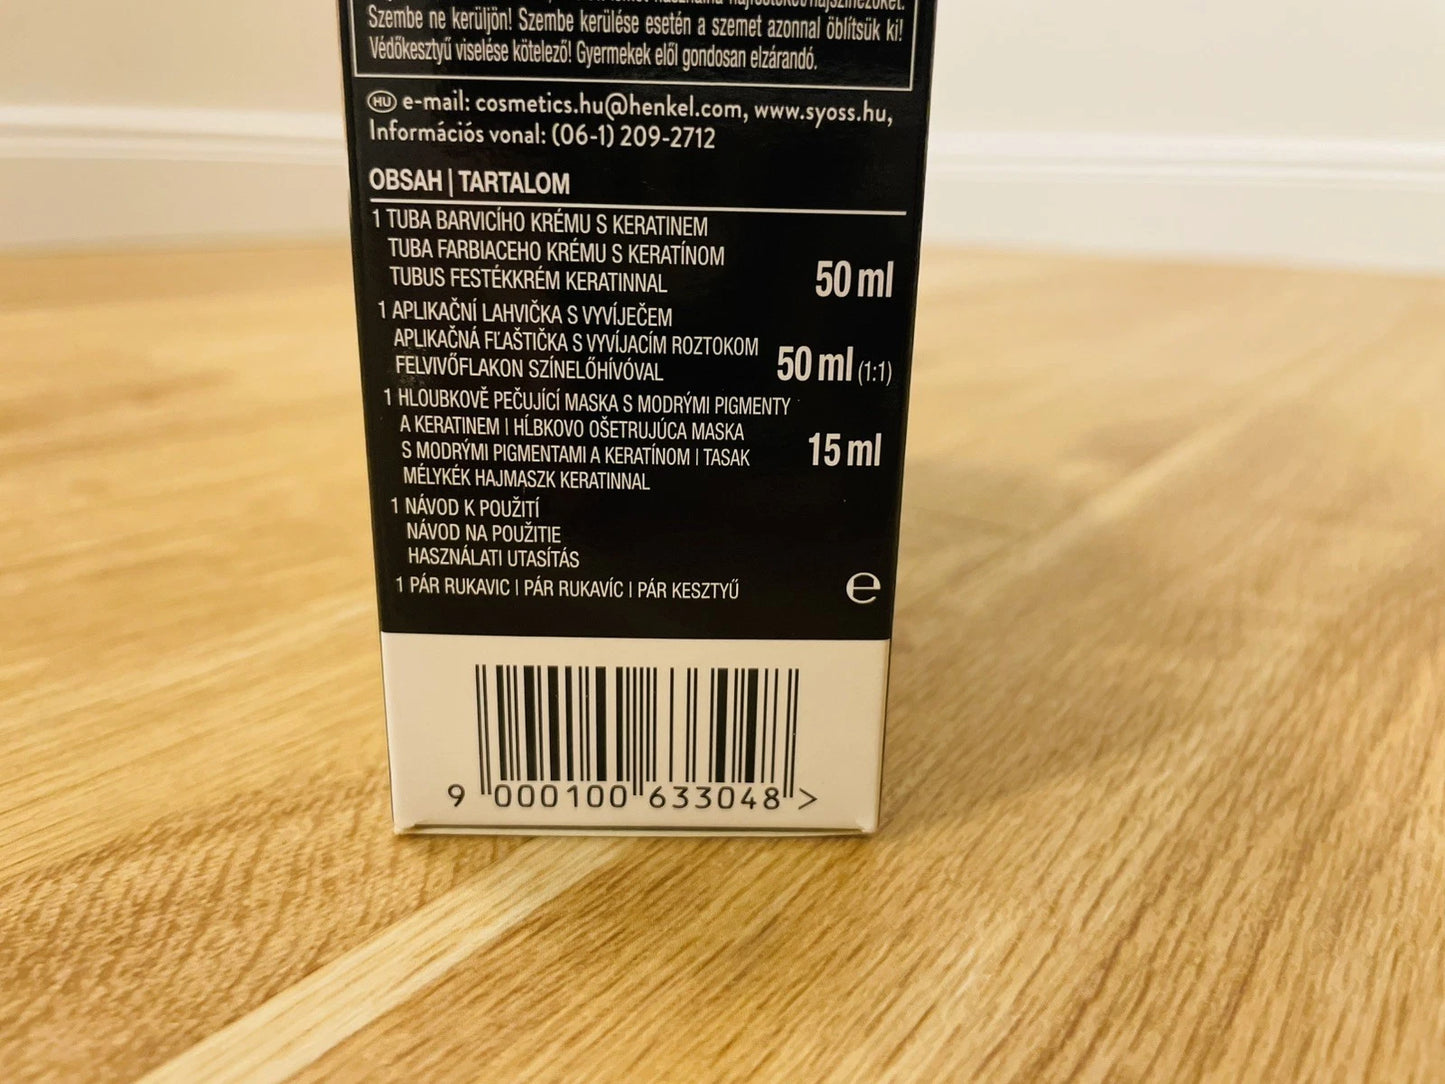 Szembe ne kerüljön! Szembe kerülése esetén a szemet azonnal öblítsük ki!
Védőkesztyű viselése kötelező! Gyermekek elől gondosan elzárandó.
HU e-mail: cosmetics.hu@henkel.com, www.syoss.hu,
Információs vonal: (06-1) 209-2712
OBSAH | TARTALOM
1 TUBA BARVICÍHO KRÉMU S KERATINEM
TUBA FARBIACEHO KRÉMU S KERATÍNOM
TUBUS FESTÉKKRÉM KERATINNAL
50 ml
1 APLIKAČNÍ LAHVIČKA S VYVÍJEČEM
APLIKAČNÁ FĽAŠTIČKA S VYVÍJACÍM ROZTOKOM
FELVIVŐFLAKON SZÍNELŐHÍVÓVAL
50 ml (1:1)
1 HLOUBKOVĚ PEČUJÍCÍ MASKA S MODRÝMI PIGMENTY
A KERATINEM | HĹBKOVO OŠETRUJÚCA MASKA
S MODRÝMI PIGMENTAMI A KERATÍNOM | TASAK
MÉLYKÉK HAJMASZK KERATINNAL
15 ml
1 NÁVOD K POUŽITÍ
NÁVOD NA POUŽITIE
HASZNÁLATI UTASÍTÁS
1 PÁR RUKAVIC | PÁR RUKAVÍC | PÁR KESZTYŰ
℮
9 000100 633048 >